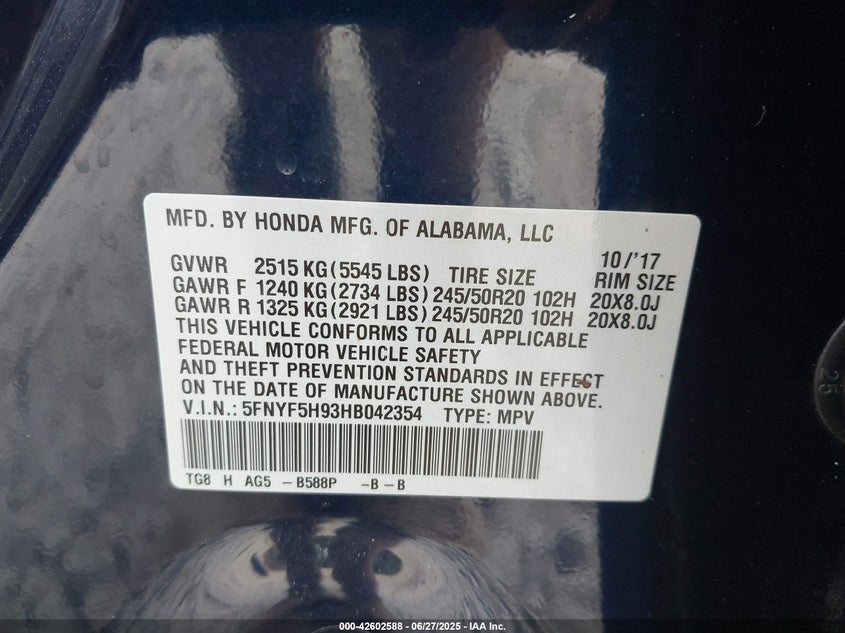 MFD. BY HONDA MFG. OF ALABAMA, LLC
10/'17
GVWR 2515 KG(5545 LBS) TIRE SIZE RIM SIZE
GAWR F 1240 KG(2734 LBS) 245/50R20 102H 20X8.0J
GAWR R 1325 KG(2921 LBS) 245/50R20 102H 20X8.0J
THIS VEHICLE CONFORMS TO ALL APPLICABLE
FEDERAL MOTOR VEHICLE SAFETY
AND THEFT PREVENTION STANDARDS IN EFFECT
ON THE DATE OF MANUFACTURE SHOWN ABOVE.
V.I.N.: 5FNYF5H93HB042354 TYPE: MPV
TG8 H AG5 – B588P –B – B
25
000-42602588 - 06/27/2025 - IAA Inc.